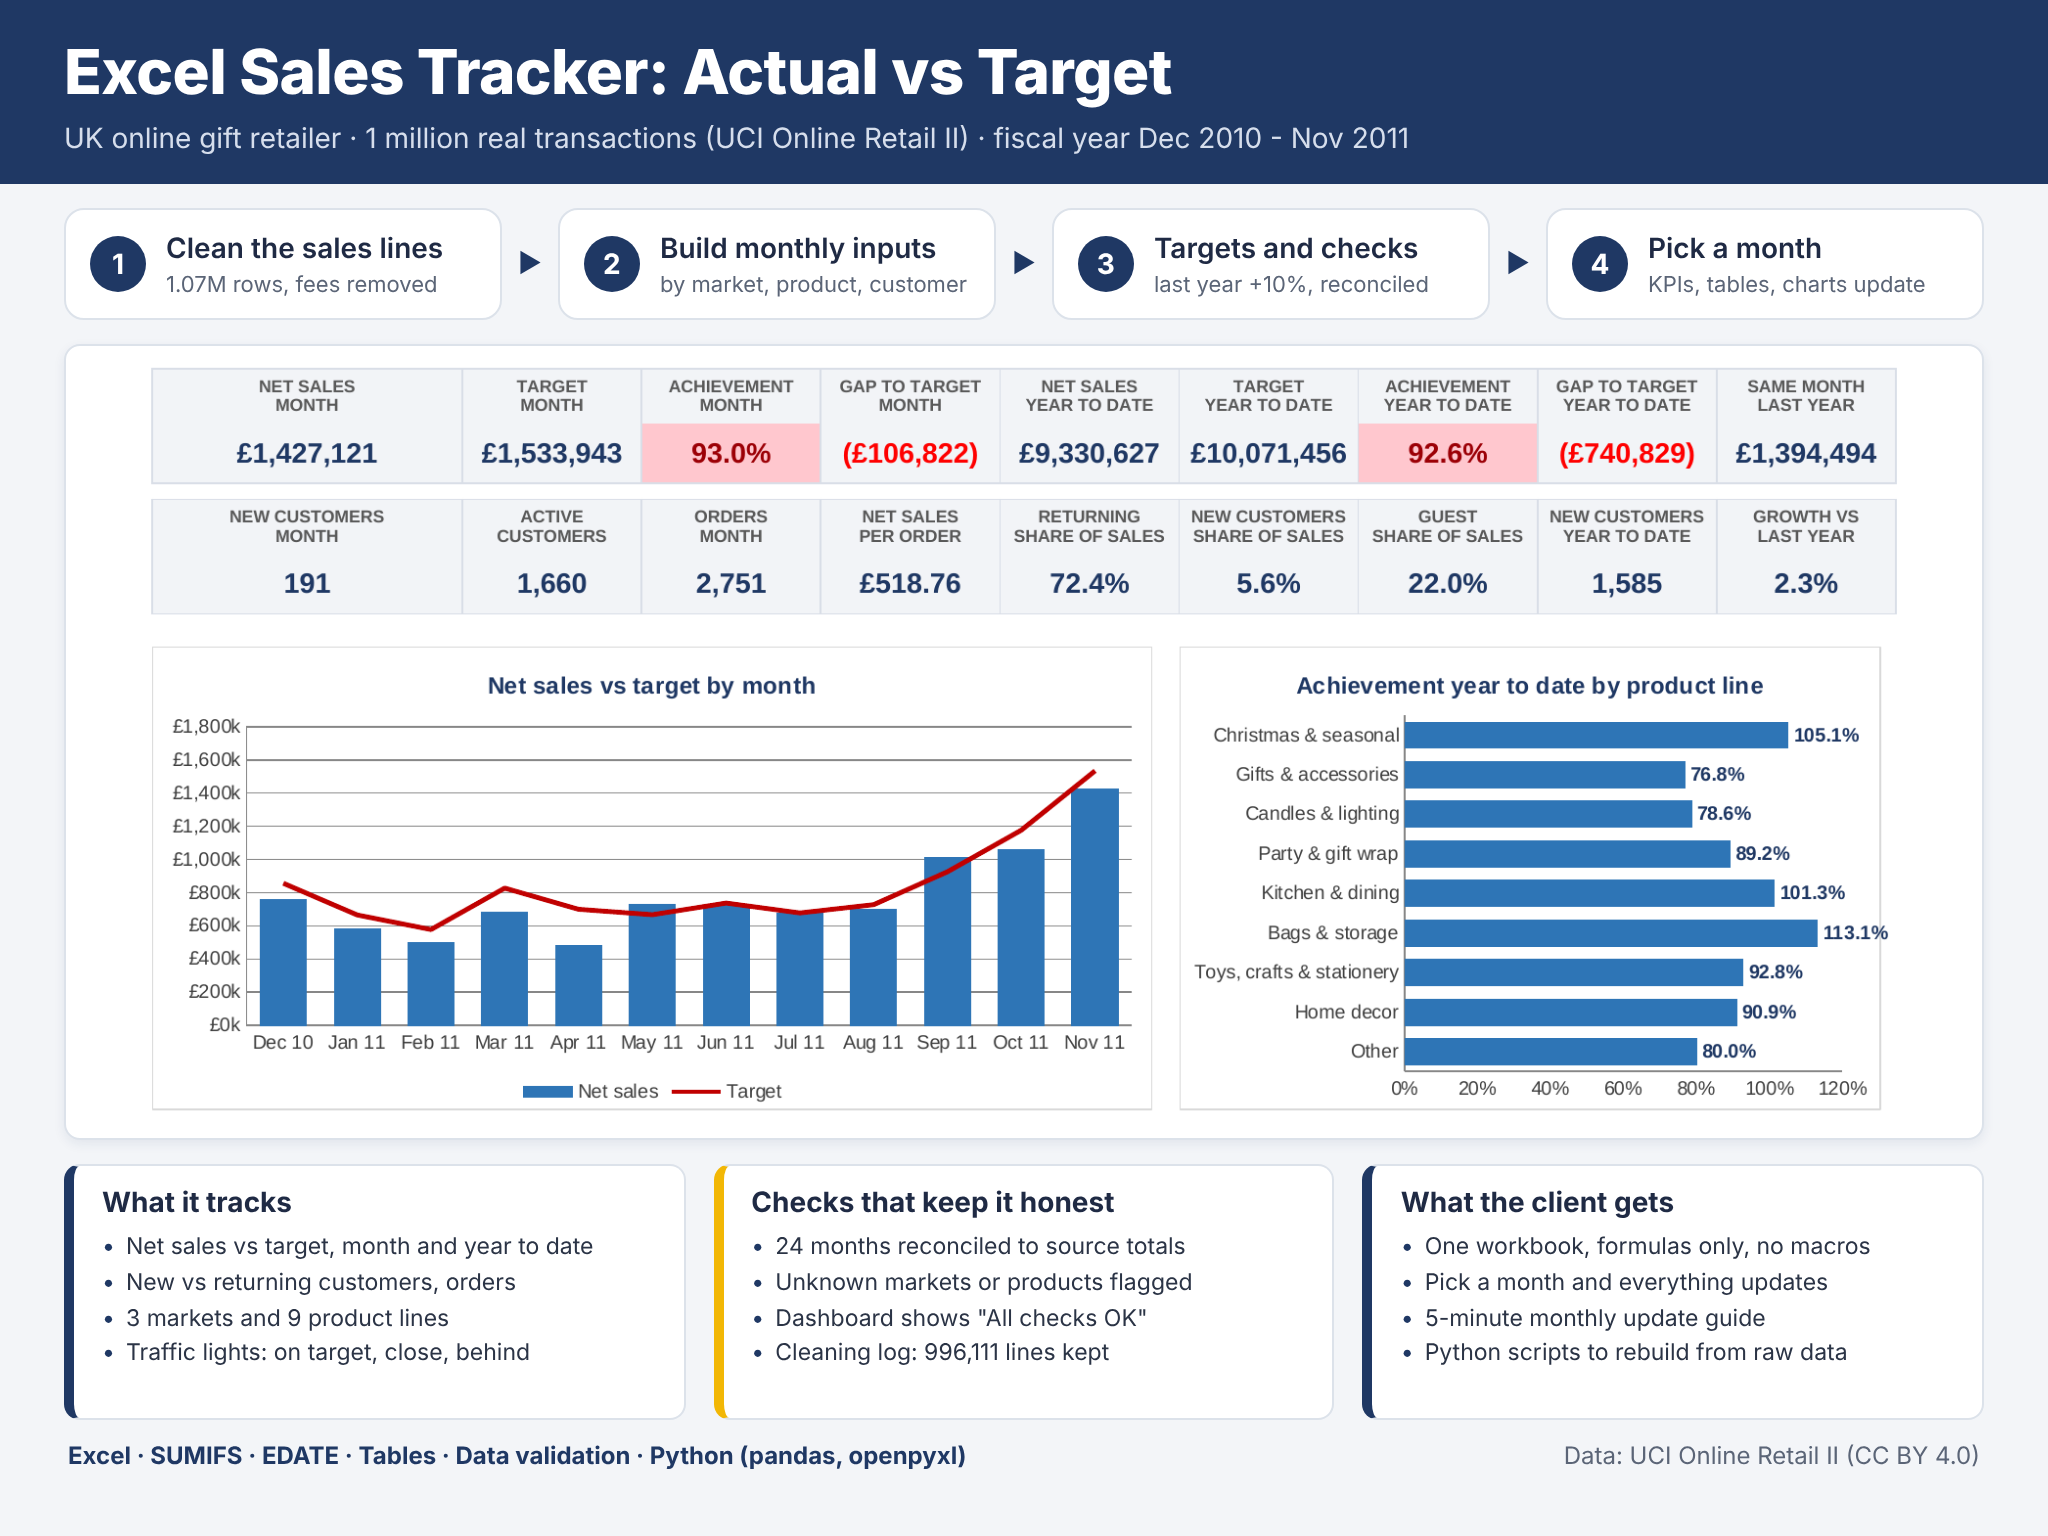 Excel Sales Tracker: Actual vs Target
UK online gift retailer · 1 million real transactions (UCI Online Retail II) · fiscal year Dec 2010 - Nov 2011
1
Clean the sales lines
1.07M rows, fees removed
2
Build monthly inputs
by market, product, customer
3
Targets and checks
last year +10%, reconciled
4
Pick a month
KPIs, tables, charts update
NET SALES
MONTH
£1,427,121
TARGET
MONTH
£1,533,943
ACHIEVEMENT
MONTH
93.0%
GAP TO TARGET
MONTH
(£106,822)
NET SALES
YEAR TO DATE
£9,330,627
TARGET
YEAR TO DATE
£10,071,456
ACHIEVEMENT
YEAR TO DATE
92.6%
GAP TO TARGET
YEAR TO DATE
(£740,829)
SAME MONTH
LAST YEAR
£1,394,494
NEW CUSTOMERS
MONTH
191
ACTIVE
CUSTOMERS
1,660
ORDERS
MONTH
2,751
NET SALES
PER ORDER
£518.76
RETURNING
SHARE OF SALES
72.4%
NEW CUSTOMERS
SHARE OF SALES
5.6%
GUEST
SHARE OF SALES
22.0%
NEW CUSTOMERS
YEAR TO DATE
1,585
GROWTH VS
LAST YEAR
2.3%
Net sales vs target by month
£1,800k
£1,600k
£1,400k
£1,200k
£1,000k
£800k
£600k
£400k
£200k
£0k
Dec 10 Jan 11 Feb 11 Mar 11 Apr 11 May 11 Jun 11 Jul 11 Aug 11 Sep 11 Oct 11 Nov 11
Net sales Target
Achievement year to date by product line
Christmas & seasonal 105.1%
Gifts & accessories 76.8%
Candles & lighting 78.6%
Party & gift wrap 89.2%
Kitchen & dining 101.3%
Bags & storage 113.1%
Toys, crafts & stationery 92.8%
Home decor 90.9%
Other 80.0%
0% 20% 40% 60% 80% 100% 120%
What it tracks
• Net sales vs target, month and year to date
• New vs returning customers, orders
• 3 markets and 9 product lines
• Traffic lights: on target, close, behind
Checks that keep it honest
• 24 months reconciled to source totals
• Unknown markets or products flagged
• Dashboard shows "All checks OK"
• Cleaning log: 996,111 lines kept
What the client gets
• One workbook, formulas only, no macros
• Pick a month and everything updates
• 5-minute monthly update guide
• Python scripts to rebuild from raw data
Excel · SUMIFS · EDATE · Tables · Data validation · Python (pandas, openpyxl)
Data: UCI Online Retail II (CC BY 4.0)